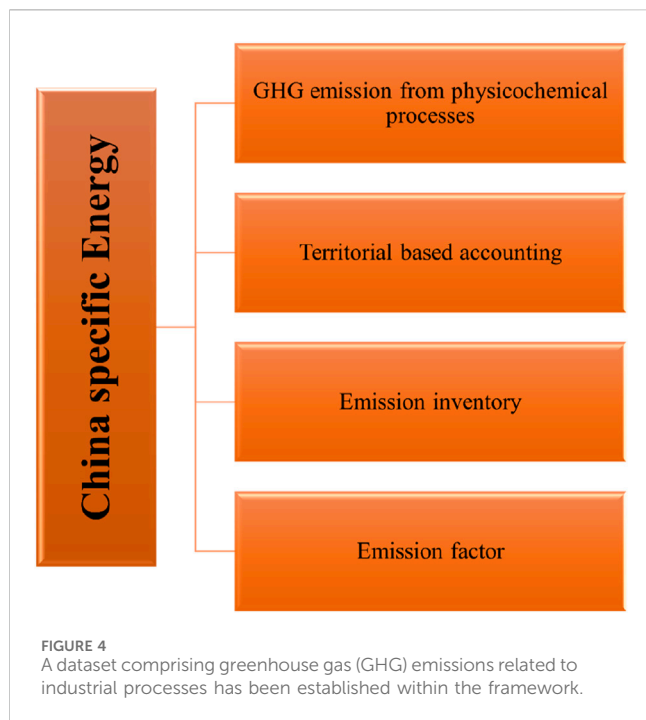 China specific Energy
GHG emission from physicochemical
processes
Territorial based accounting
Emission inventory
Emission factor
FIGURE 4
A dataset comprising greenhouse gas (GHG) emissions related to
industrial processes has been established within the framework.